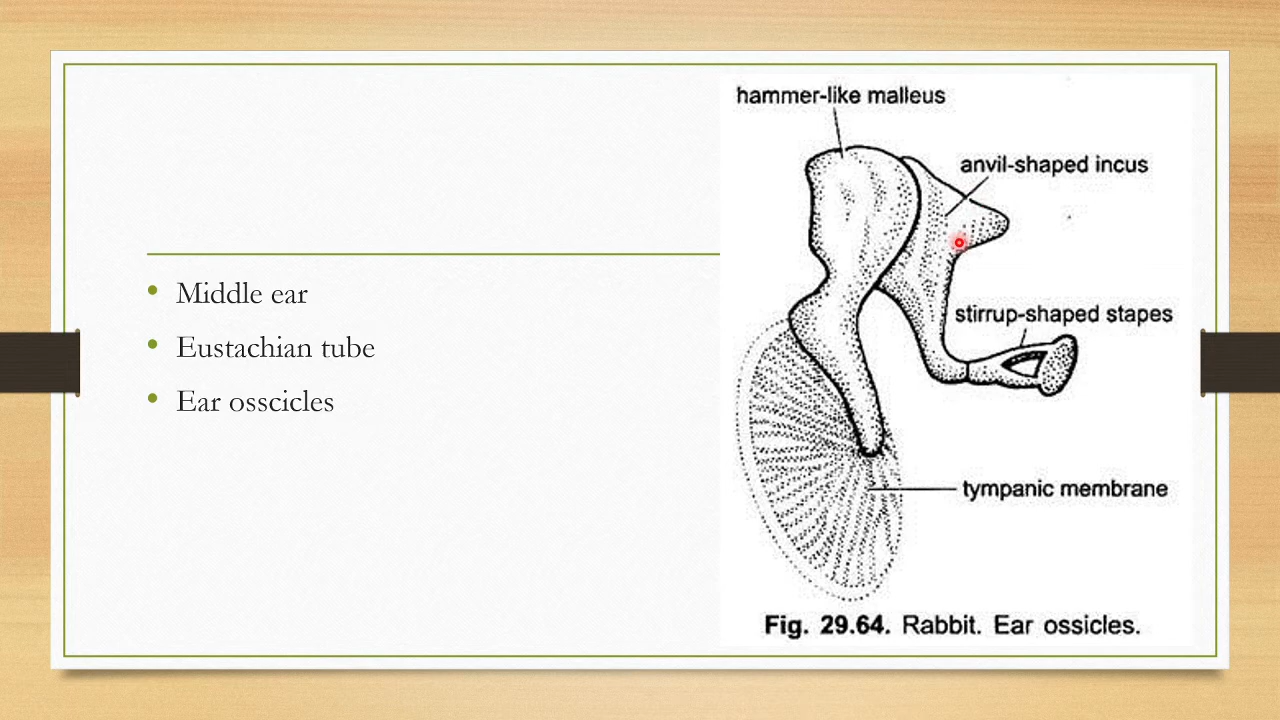 Middle ear
Eustachian tube
Ear osscicles
hammer-like malleus
anvil-shaped incus
stirrup-shaped stapes
tympanic membrane
Fig. 29.64. Rabbit. Ear ossicles.